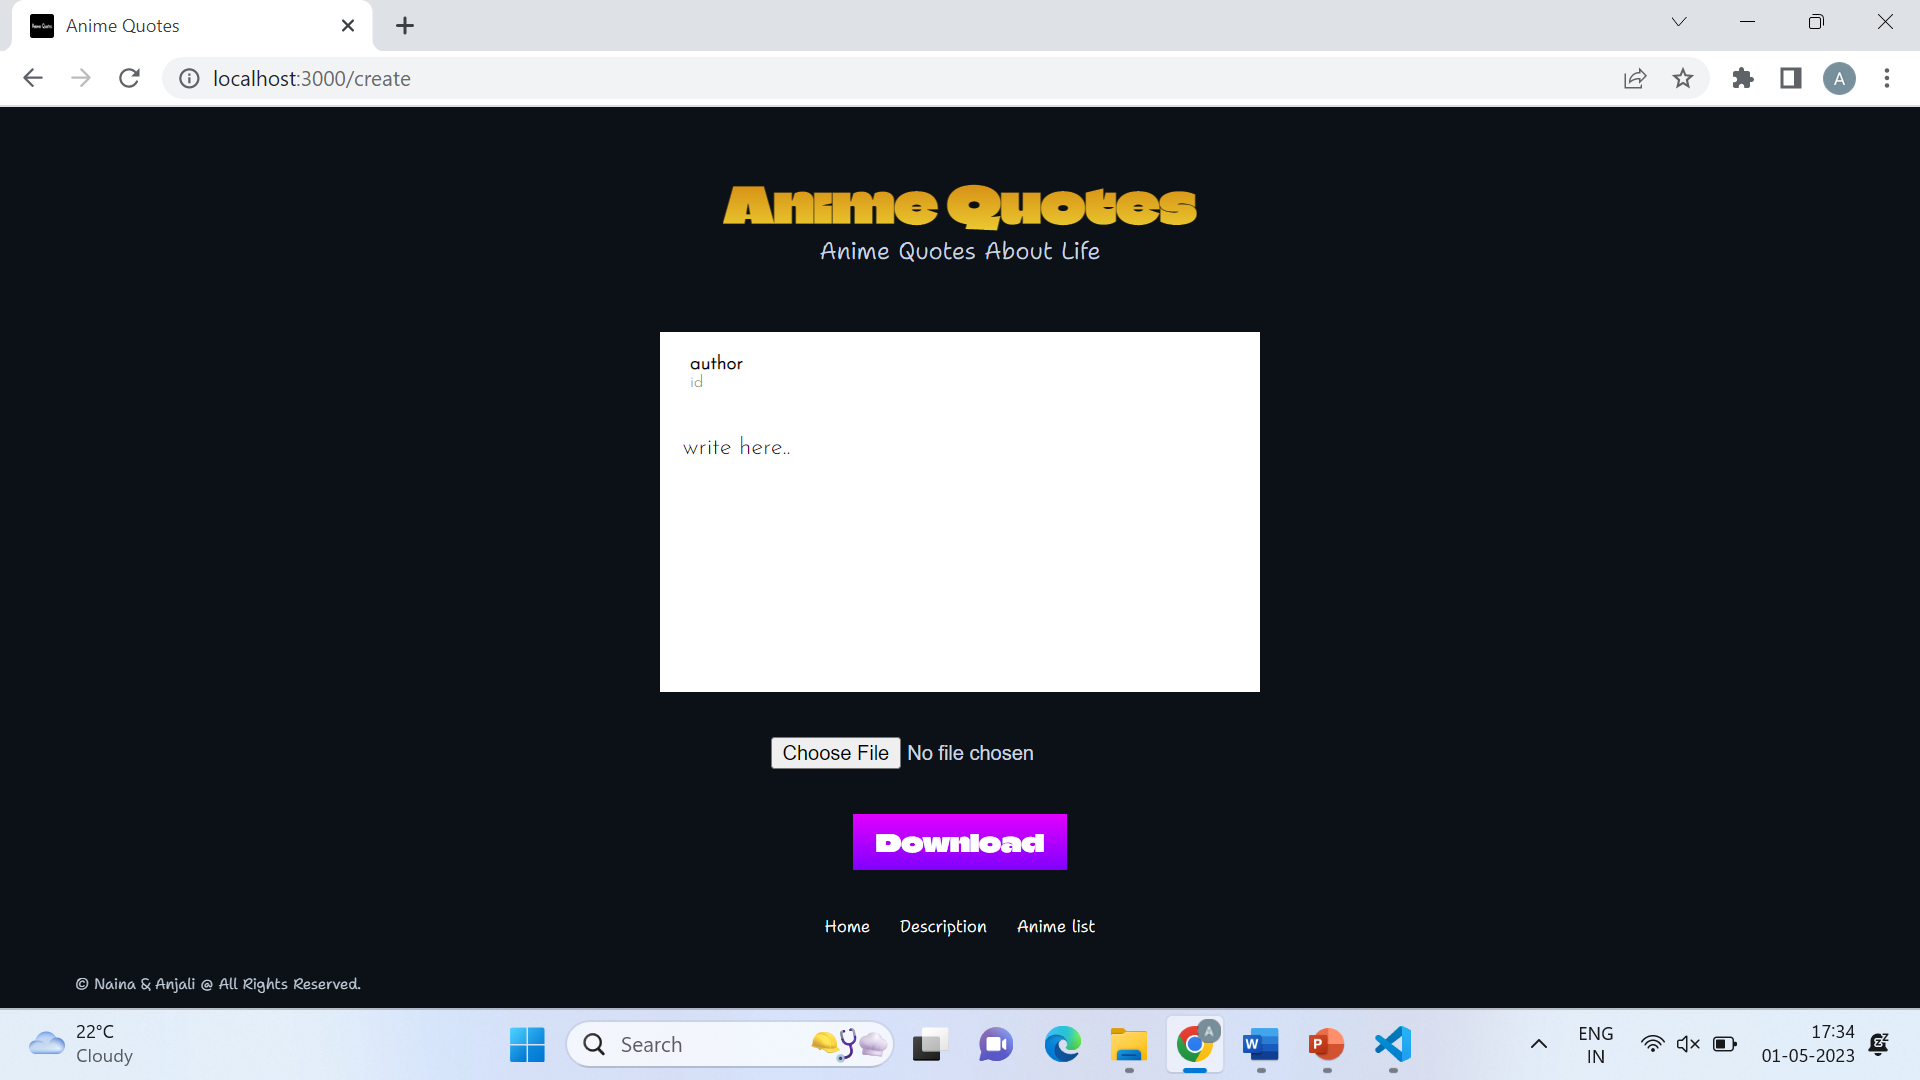 Anime Quotes
localhost:3000/create
A
Anime Quotes
Anime Quotes About Life
author
id
write here..
Choose File No file chosen
Download
Home Description Anime list
© Naina & Anjali @ All Rights Reserved.
22°C
Cloudy
Search
A
W
P
ENG
IN
17:34
01-05-2023